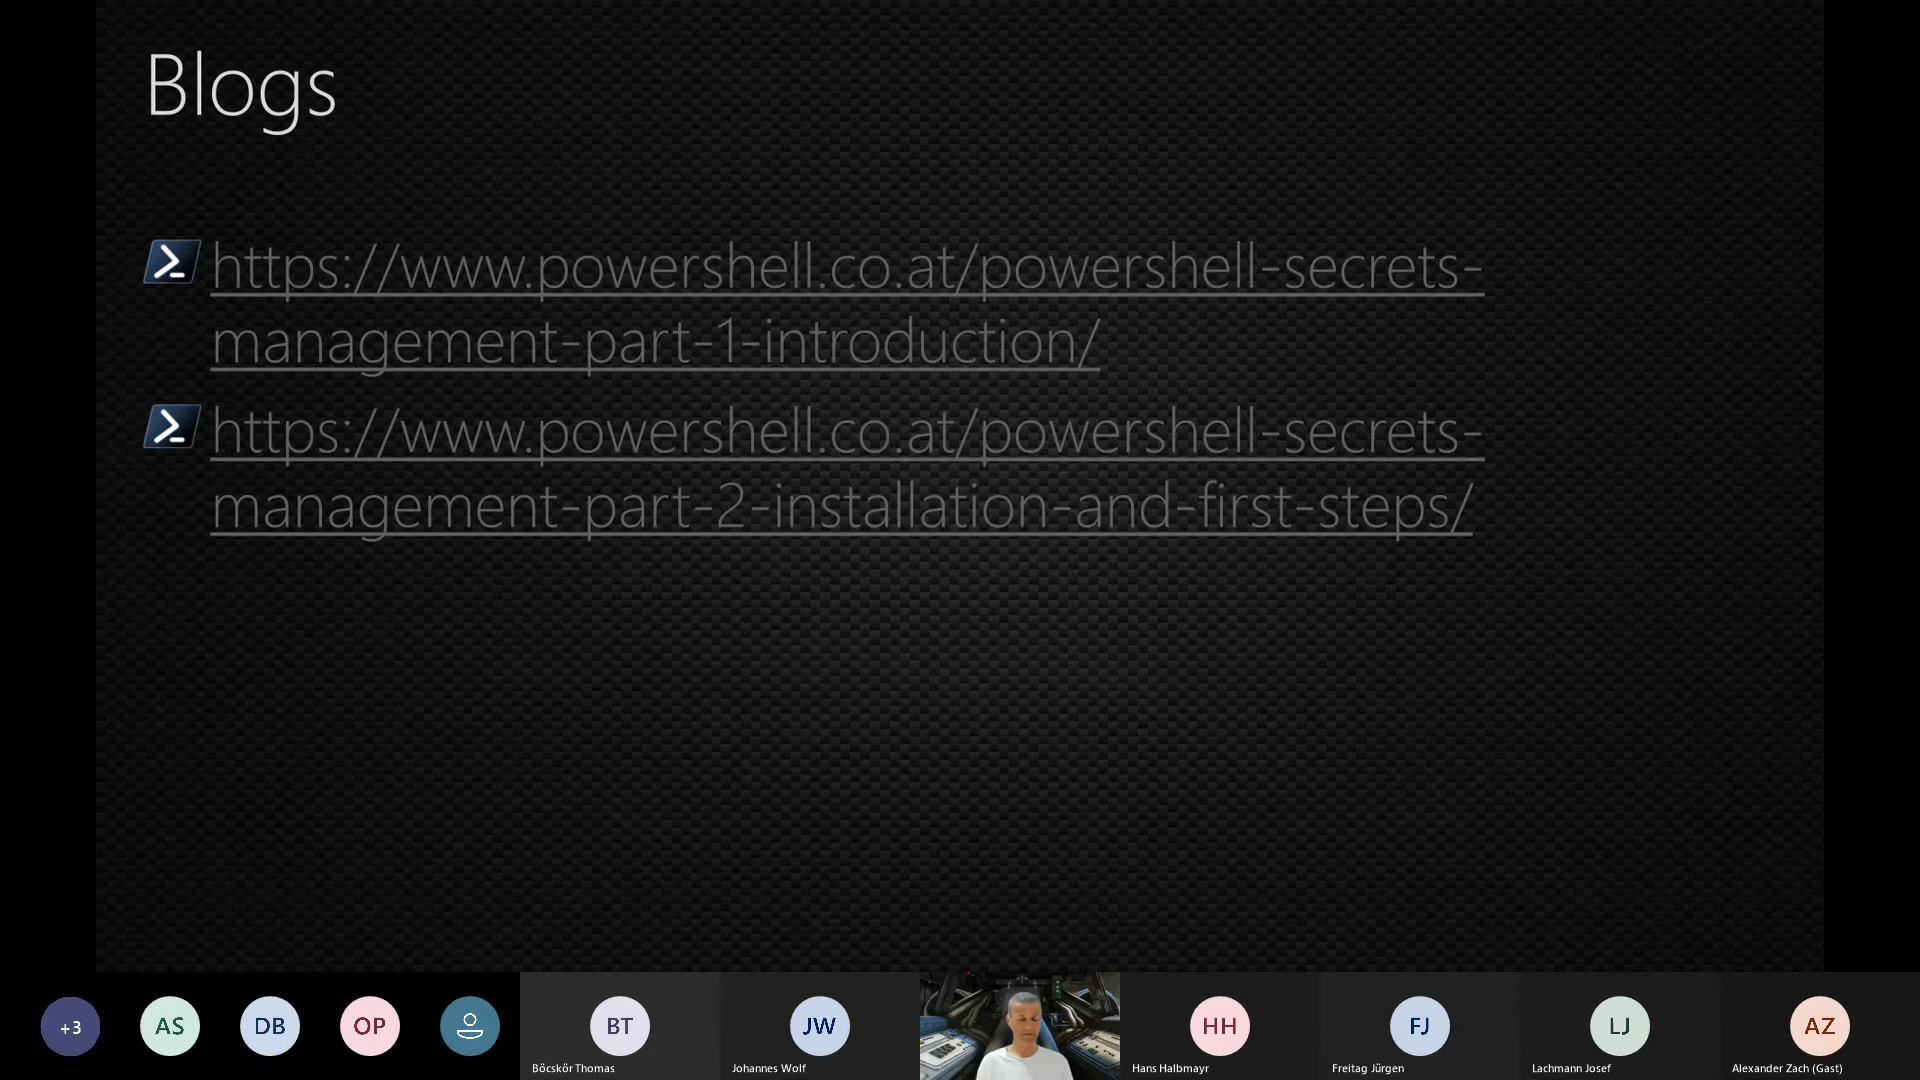 Blogs
https://www.powershell.co.at/powershell-secrets-
management-part-1-introduction/
https://www.powershell.co.at/powershell-secrets-
management-part-2-installation-and-first-steps/
+3
AS
DB
OP
BT
JW
HH
FJ
LJ
AZ
Böcskör Thomas
Johannes Wolf
Hans Halbmayr
Freitag Jürgen
Lachmann Josef
Alexander Zach (Gast)